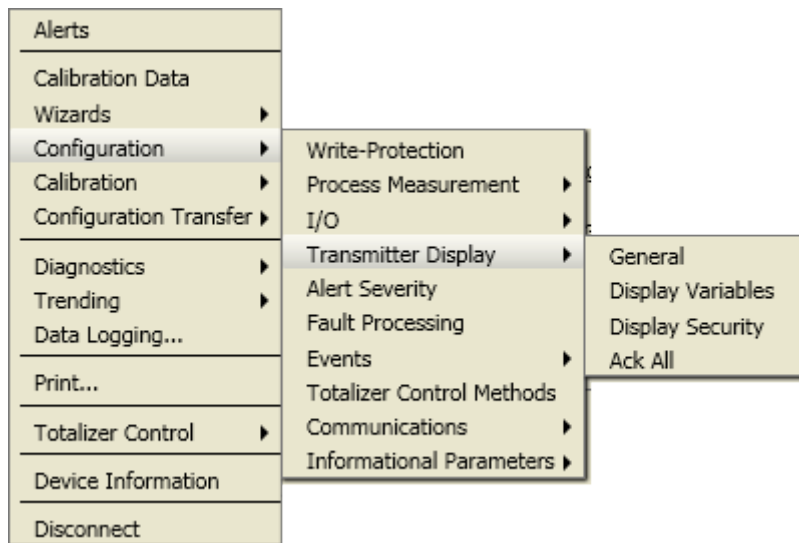 Alerts
Calibration Data
Wizards
Configuration
Calibration
Configuration Transfer
Diagnostics
Trending
Data Logging...
Print...
Totalizer Control
Device Information
Disconnect
Write-Protection
Process Measurement
I/O
Transmitter Display
Alert Severity
Fault Processing
Events
Totalizer Control Methods
Communications
Informational Parameters
General
Display Variables
Display Security
Ack All